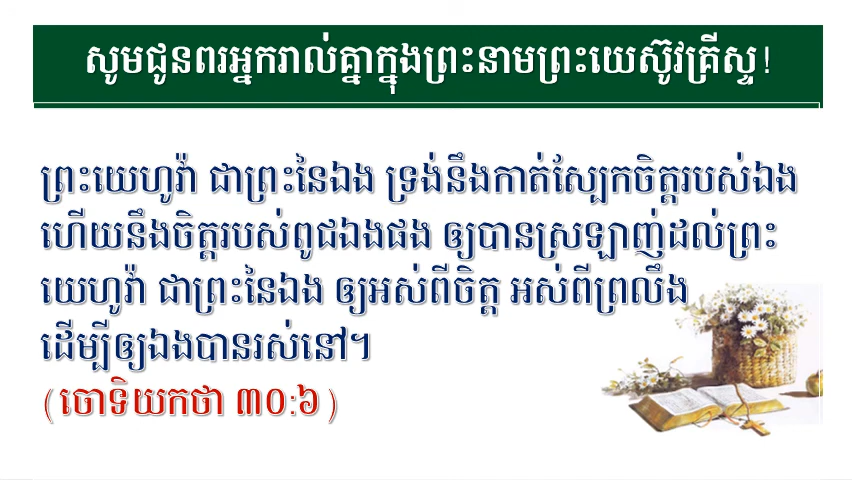 សូមជូនពរអ្នករាល់គ្នាក្នុងព្រះនាមព្រះយេស៊ូវគ្រីស្ទ!
ព្រះយេហូវ៉ា ជាព្រះនៃឯង ទ្រង់នឹងកាត់ស្បែកចិត្តរបស់ឯង
ហើយនឹងចិត្តរបស់ពូជឯងផង ឲ្យបានស្រឡាញ់ដល់ព្រះ
យេហូវ៉ា ជាព្រះនៃឯង ឲ្យអស់ពីចិត្ត អស់ពីព្រលឹង
ដើម្បីឲ្យឯងបានរស់នៅ។
(ចោទិយកថា ៣០:៦)